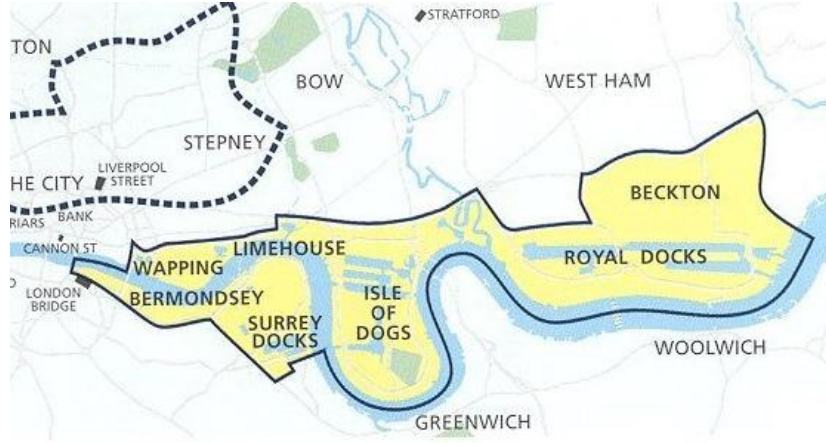 STRATFORD
TON
BOW
WEST HAM
STEPNEY
LIVERPOOL
STREET
HE CITY
BECKTON
RIARS
BANK
CANNON ST
LIMEHOUSE
ROYAL DOCKS
WAPPING
BERMONDSEY
LONDON
BRIDGE
ISLE
OF
DOGS
SURREY
DOCKS
WOOLWICH
GREENWICH